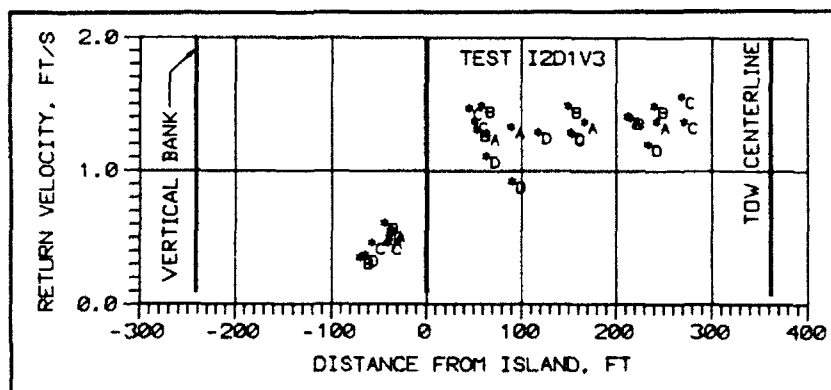 RETURN VELOCITY, FT/S
2.0
1.0
0.0
VERTICAL BANK
TEST I2D1V3
TOW CENTERLINE
C
B
C
B
A
A
D
D
D
B
A
D
B
A
D
C
C
A
C
C
B
D
-300
-200
-100
0
100
200
300
400
DISTANCE FROM ISLAND, FT